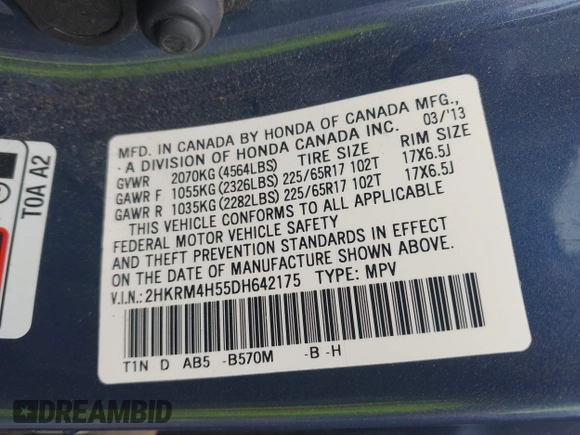 MFD. IN CANADA BY HONDA OF CANADA MFG.,
A DIVISION OF HONDA CANADA INC. 03/'13
GVWR 2070KG (4564LBS) TIRE SIZE RIM SIZE
GAWR F 1055KG (2326LBS) 225/65R17 102T 17X6.5J
GAWR R 1035KG (2282LBS) 225/65R17 102T 17X6.5J
THIS VEHICLE CONFORMS TO ALL APPLICABLE
FEDERAL MOTOR VEHICLE SAFETY
AND THEFT PREVENTION STANDARDS IN EFFECT
ON THE DATE OF MANUFACTURE SHOWN ABOVE.
V.I.N.: 2HKRM4H55DH642175 TYPE: MPV
T1N D AB5 -B570M -B -H
T0A A2
DREAMBID